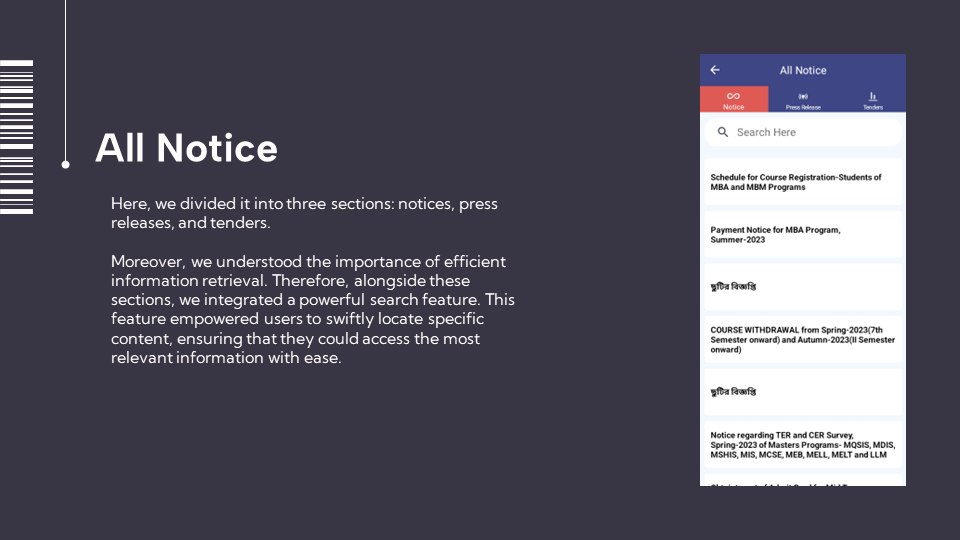 All Notice
Here, we divided it into three sections: notices, press
releases, and tenders.
Moreover, we understood the importance of efficient
information retrieval. Therefore, alongside these
sections, we integrated a powerful search feature. This
feature empowered users to swiftly locate specific
content, ensuring that they could access the most
relevant information with ease.
All Notice
Notice
Press Release
Tenders
Search Here
Schedule for Course Registration-Students of
MBA and MBM Programs
Payment Notice for MBA Program,
Summer-2023
ছুটির বিজ্ঞপ্তি
COURSE WITHDRAWAL from Spring-2023(7th
Semester onward) and Autumn-2023(II Semester
onward)
ছুটির বিজ্ঞপ্তি
Notice regarding TER and CER Survey,
Spring-2023 of Masters Programs- MQSIS, MDIS,
MSHIS, MIS, MCSE, MEB, MELL, MELT and LLM